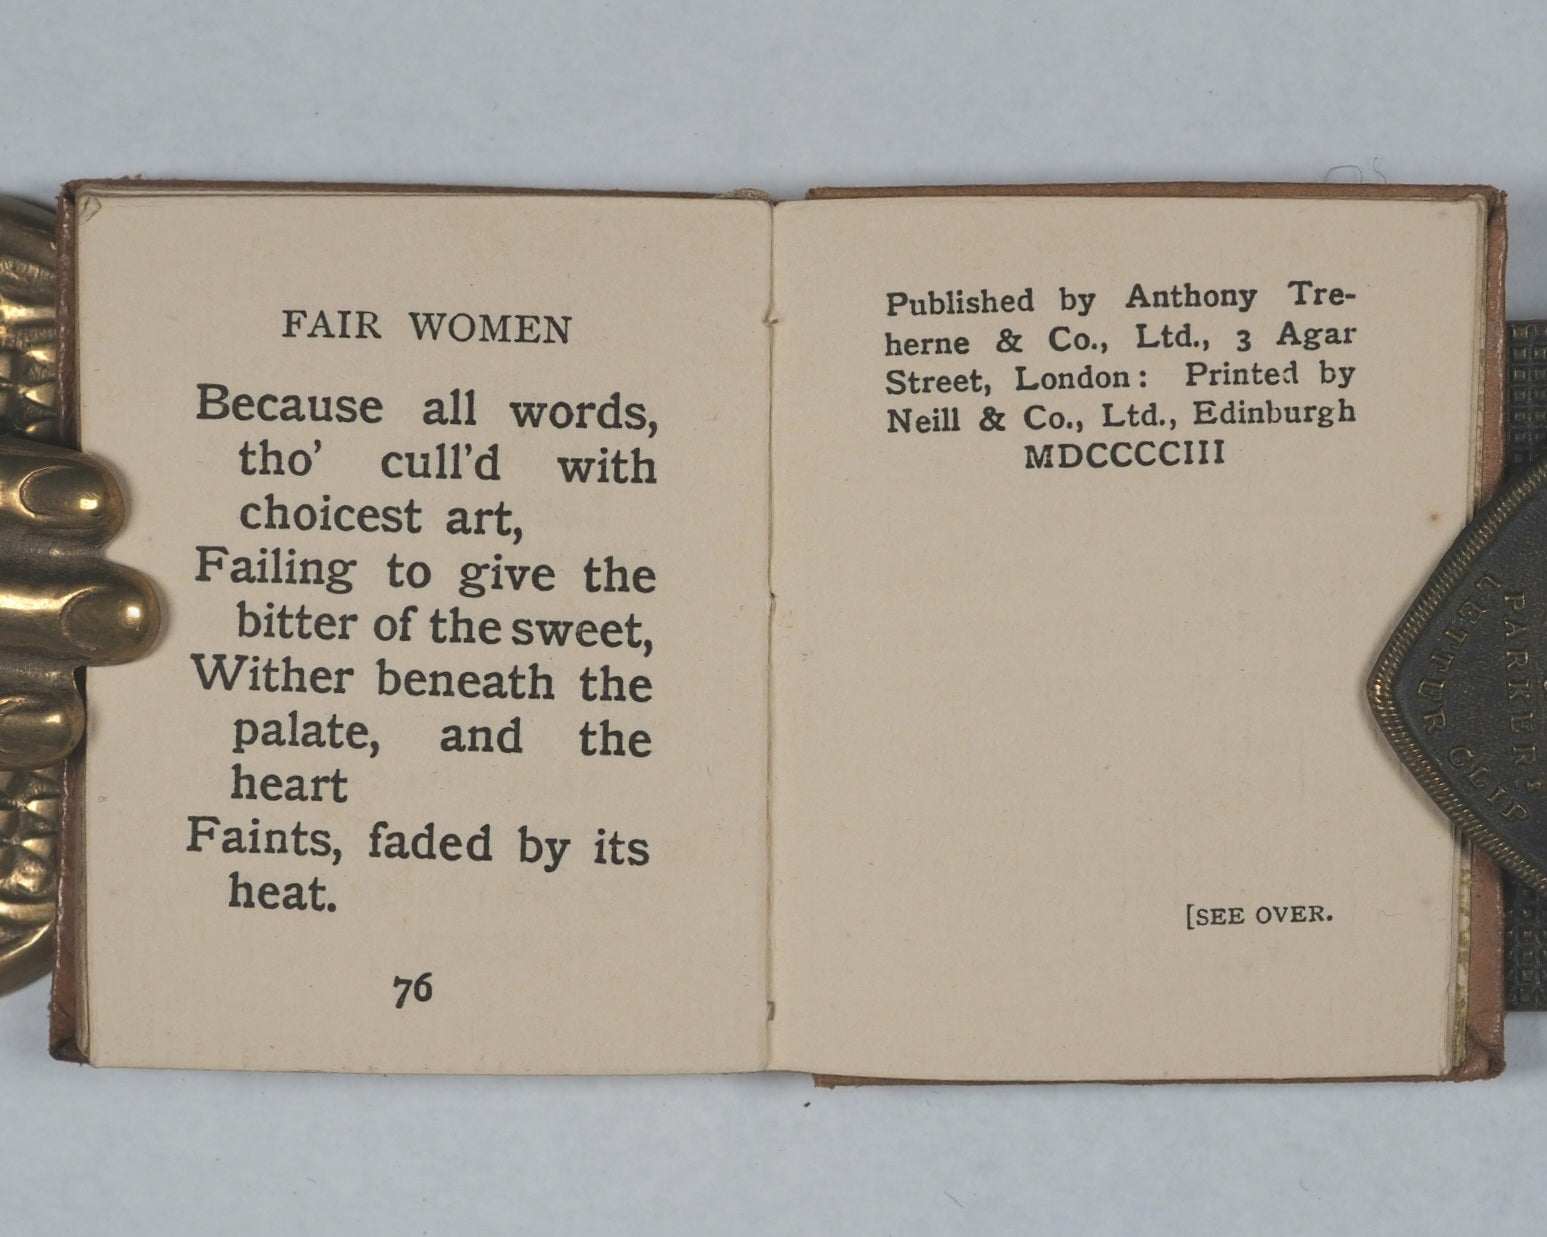 FAIR WOMEN
Because all words,
tho' cull'd with
choicest art,
Failing to give the
bitter of the sweet,
Wither beneath the
palate, and the
heart
Faints, faded by its
heat.
76
Published by Anthony Tre-
herne & Co., Ltd., 3 Agar
Street, London: Printed by
Neill & Co., Ltd., Edinburgh
MDCCCCIII
[SEE OVER.
PARKER'S
LETTER CLIP